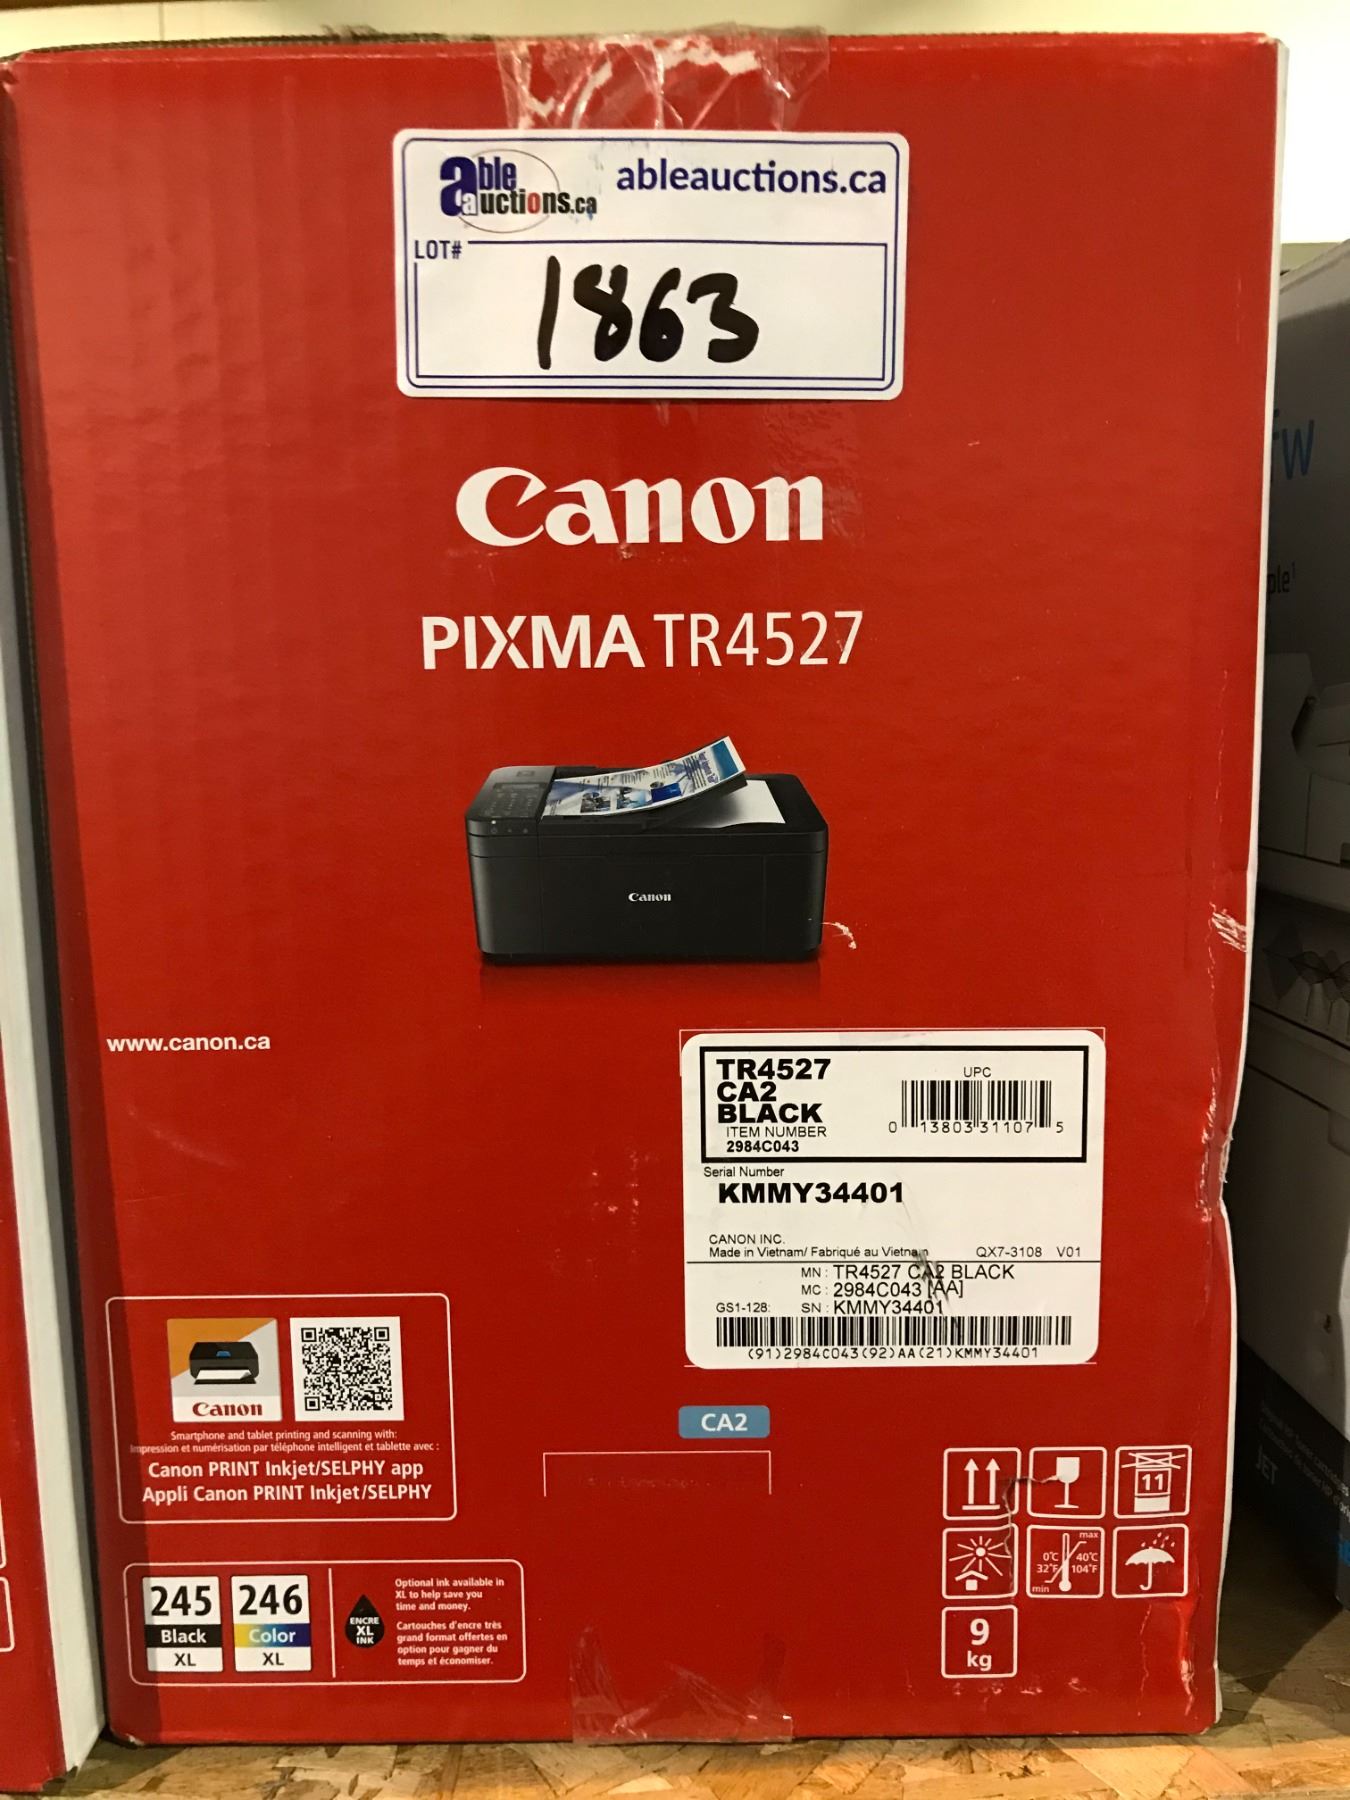 able auctions.ca
ableauctions.ca
LOT#
1863
Canon
PIXMA TR4527
Canon
www.canon.ca
TR4527
CA2
BLACK
ITEM NUMBER
2984C043
UPC
0 13803 31107 5
Serial Number
KMMY34401
CANON INC.
Made in Vietnam/ Fabriqué au Vietnam
QX7-3108 V01
MN : TR4527 CA2 BLACK
MC : 2984C043 [AA]
GS1-128: SN : KMMY34401
(91)2984C043(92)AA(21)KMMY34401
CA2
Canon
Smartphone and tablet printing and scanning with:
Impression et numérisation par téléphone intelligent et tablette avec :
Canon PRINT Inkjet/SELPHY app
Appli Canon PRINT Inkjet/SELPHY
245
Black
XL
246
Color
XL
ENCRE
XL
INK
Optional ink available in
XL to help save you
time and money.
Cartouches d'encre très
grand format offertes en
option pour gagner du
temps et économiser.
11
max
0°C 40°C
32°F 104°F
min
9
kg
fw
ple¹
JET